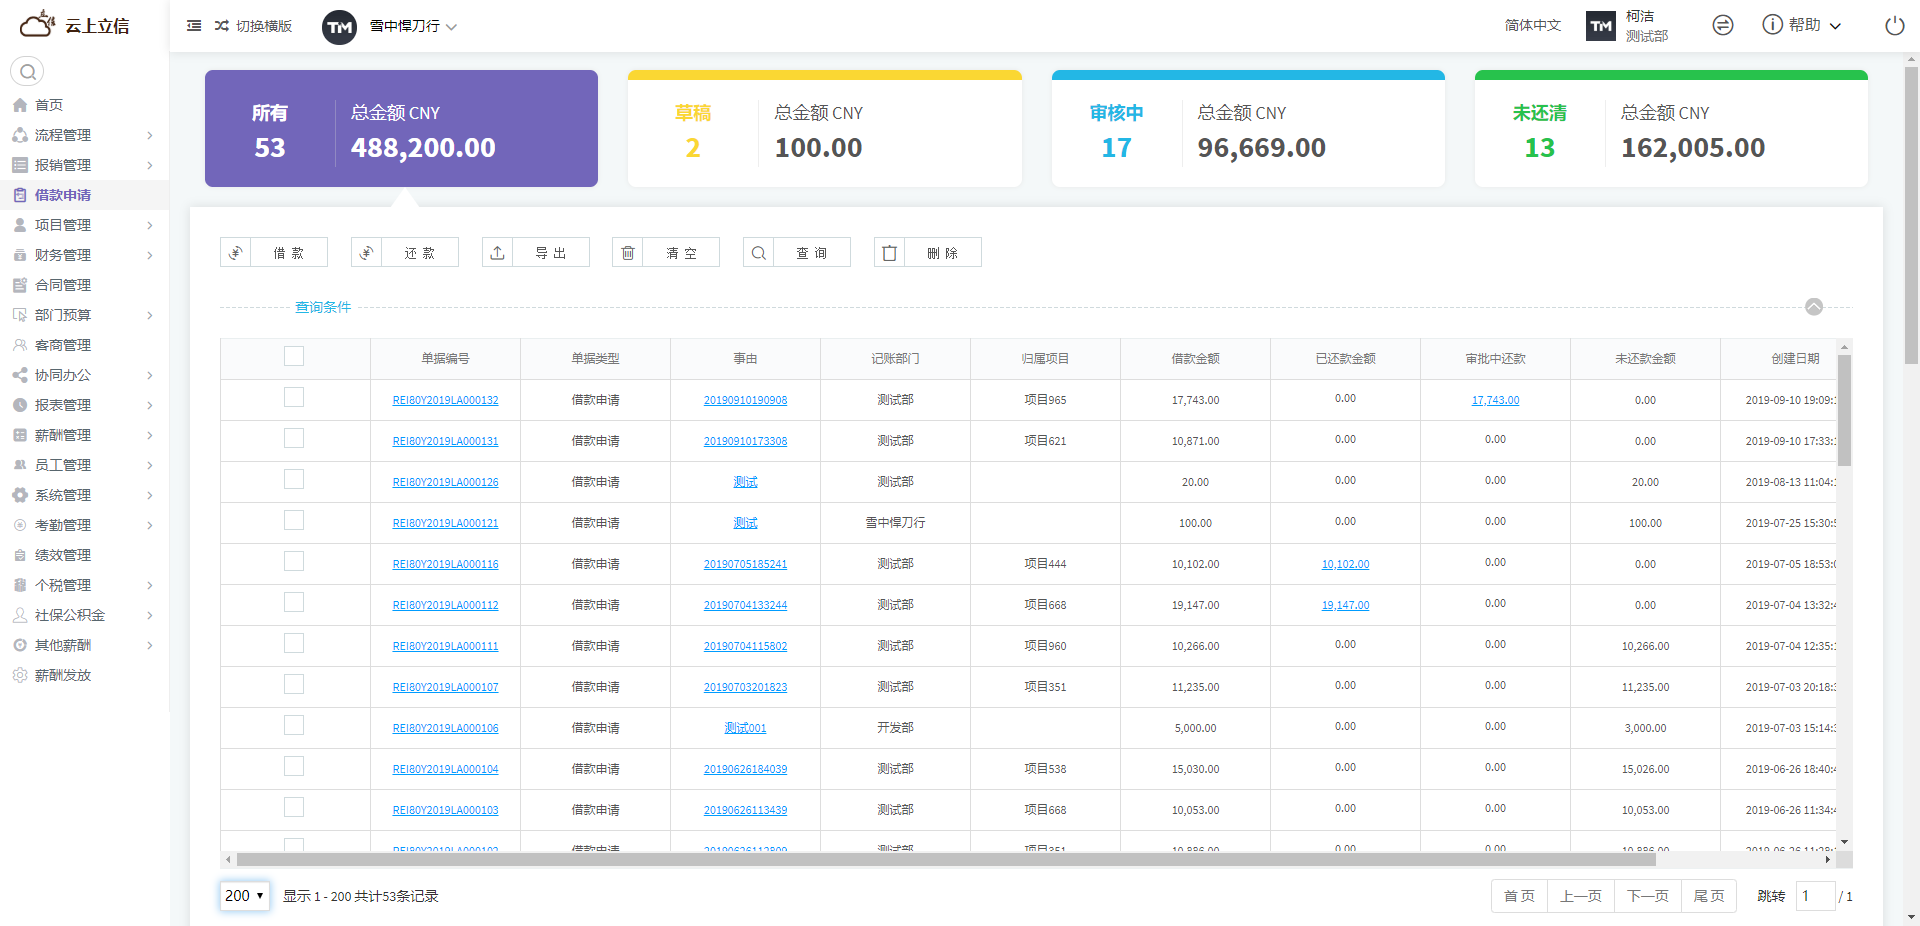 云上立信
切换横版
TM 雪中悍刀行
简体中文
TM
柯洁
测试部
帮助
首页
流程管理
报销管理
借款申请
项目管理
财务管理
合同管理
部门预算
客商管理
协同办公
报表管理
薪酬管理
员工管理
系统管理
考勤管理
绩效管理
个税管理
社保公积金
其他薪酬
薪酬发放
所有
53
总金额 CNY
488,200.00
草稿
2
总金额 CNY
100.00
审核中
17
总金额 CNY
96,669.00
未还清
13
总金额 CNY
162,005.00
借 款
还 款
导 出
清 空
查 询
删 除
查询条件
单据编号 单据类型 事由 记账部门 归属项目 借款金额 已还款金额 审批中还款 未还款金额 创建日期
REI80Y2019LA000132 借款申请 20190910190908 测试部 项目965 17,743.00 0.00 17,743.00 0.00 2019-09-10 19:09:
REI80Y2019LA000131 借款申请 20190910173308 测试部 项目621 10,871.00 0.00 0.00 0.00 2019-09-10 17:33:
REI80Y2019LA000126 借款申请 测试 测试部 20.00 0.00 0.00 20.00 2019-08-13 11:04:
REI80Y2019LA000121 借款申请 测试 雪中悍刀行 100.00 0.00 0.00 100.00 2019-07-25 15:30:
REI80Y2019LA000116 借款申请 20190705185241 测试部 项目444 10,102.00 10,102.00 0.00 0.00 2019-07-05 18:53:
REI80Y2019LA000112 借款申请 20190704133244 测试部 项目668 19,147.00 19,147.00 0.00 0.00 2019-07-04 13:32:
REI80Y2019LA000111 借款申请 20190704115802 测试部 项目960 10,266.00 0.00 0.00 10,266.00 2019-07-04 12:35:
REI80Y2019LA000107 借款申请 20190703201823 测试部 项目351 11,235.00 0.00 0.00 11,235.00 2019-07-03 20:18:
REI80Y2019LA000106 借款申请 测试001 开发部 5,000.00 0.00 0.00 3,000.00 2019-07-03 15:14:
REI80Y2019LA000104 借款申请 20190626184039 测试部 项目538 15,030.00 0.00 0.00 15,026.00 2019-06-26 18:40:
REI80Y2019LA000103 借款申请 20190626113439 测试部 项目668 10,053.00 0.00 0.00 10,053.00 2019-06-26 11:34:
借款申请 测试部 项目351 0.00 0.00
200 显示 1 - 200 共计53条记录
首页 上一页 下一页 尾页 跳转 1 / 1